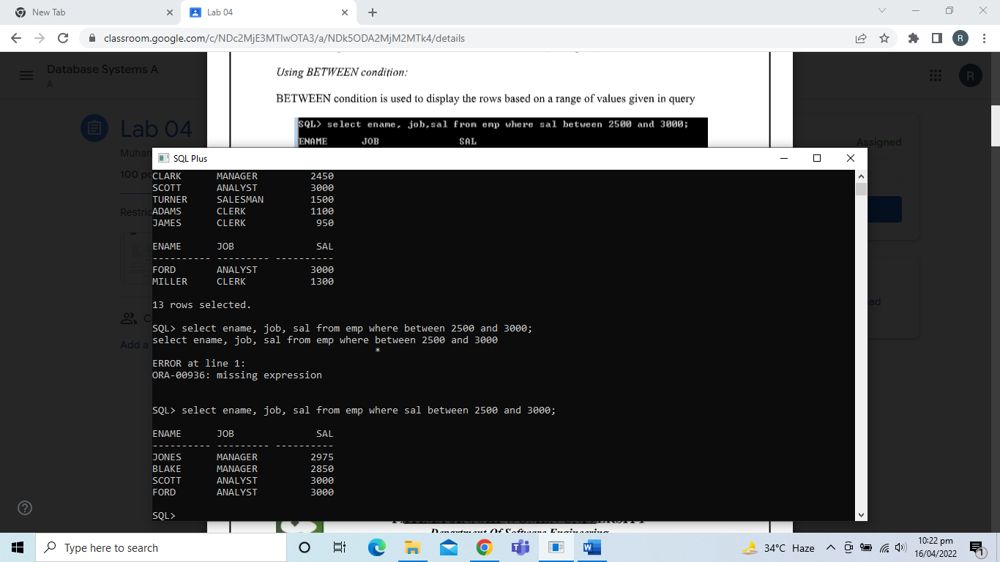 New Tab
Lab 04
classroom.google.com/c/NDc2MjE3MTIwOTA3/a/NDk5ODA2MjM2MTk4/details
R
Database Systems A
A
R
Using BETWEEN condition:
BETWEEN condition is used to display the rows based on a range of values given in query
SQL> select ename, job,sal from emp where sal between 2500 and 3000;
ENAME JOB SAL
Lab 04
Assigned
100
SQL Plus
CLARK MANAGER 2450
SCOTT ANALYST 3000
TURNER SALESMAN 1500
ADAMS CLERK 1100
JAMES CLERK 950
ENAME JOB SAL
---------- --------- ----------
FORD ANALYST 3000
MILLER CLERK 1300
13 rows selected.
SQL> select ename, job, sal from emp where between 2500 and 3000;
select ename, job, sal from emp where between 2500 and 3000
*
ERROR at line 1:
ORA-00936: missing expression
SQL> select ename, job, sal from emp where sal between 2500 and 3000;
ENAME JOB SAL
---------- --------- ----------
JONES MANAGER 2975
BLAKE MANAGER 2850
SCOTT ANALYST 3000
FORD ANALYST 3000
SQL>
Add a
Department Of Software Engineering
Type here to search
34°C Haze
10:22 pm
16/04/2022
1